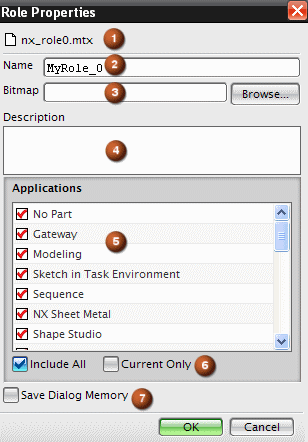 Role Properties
nx_role0.mtx 1
Name MyRole_0 2
Bitmap 3 Browse...
Description
4
Applications
No Part
Gateway
Modeling 5
Sketch in Task Environment
Sequence
NX Sheet Metal
Shape Studio
Include All Current Only 6
Save Dialog Memory 7
OK Cancel